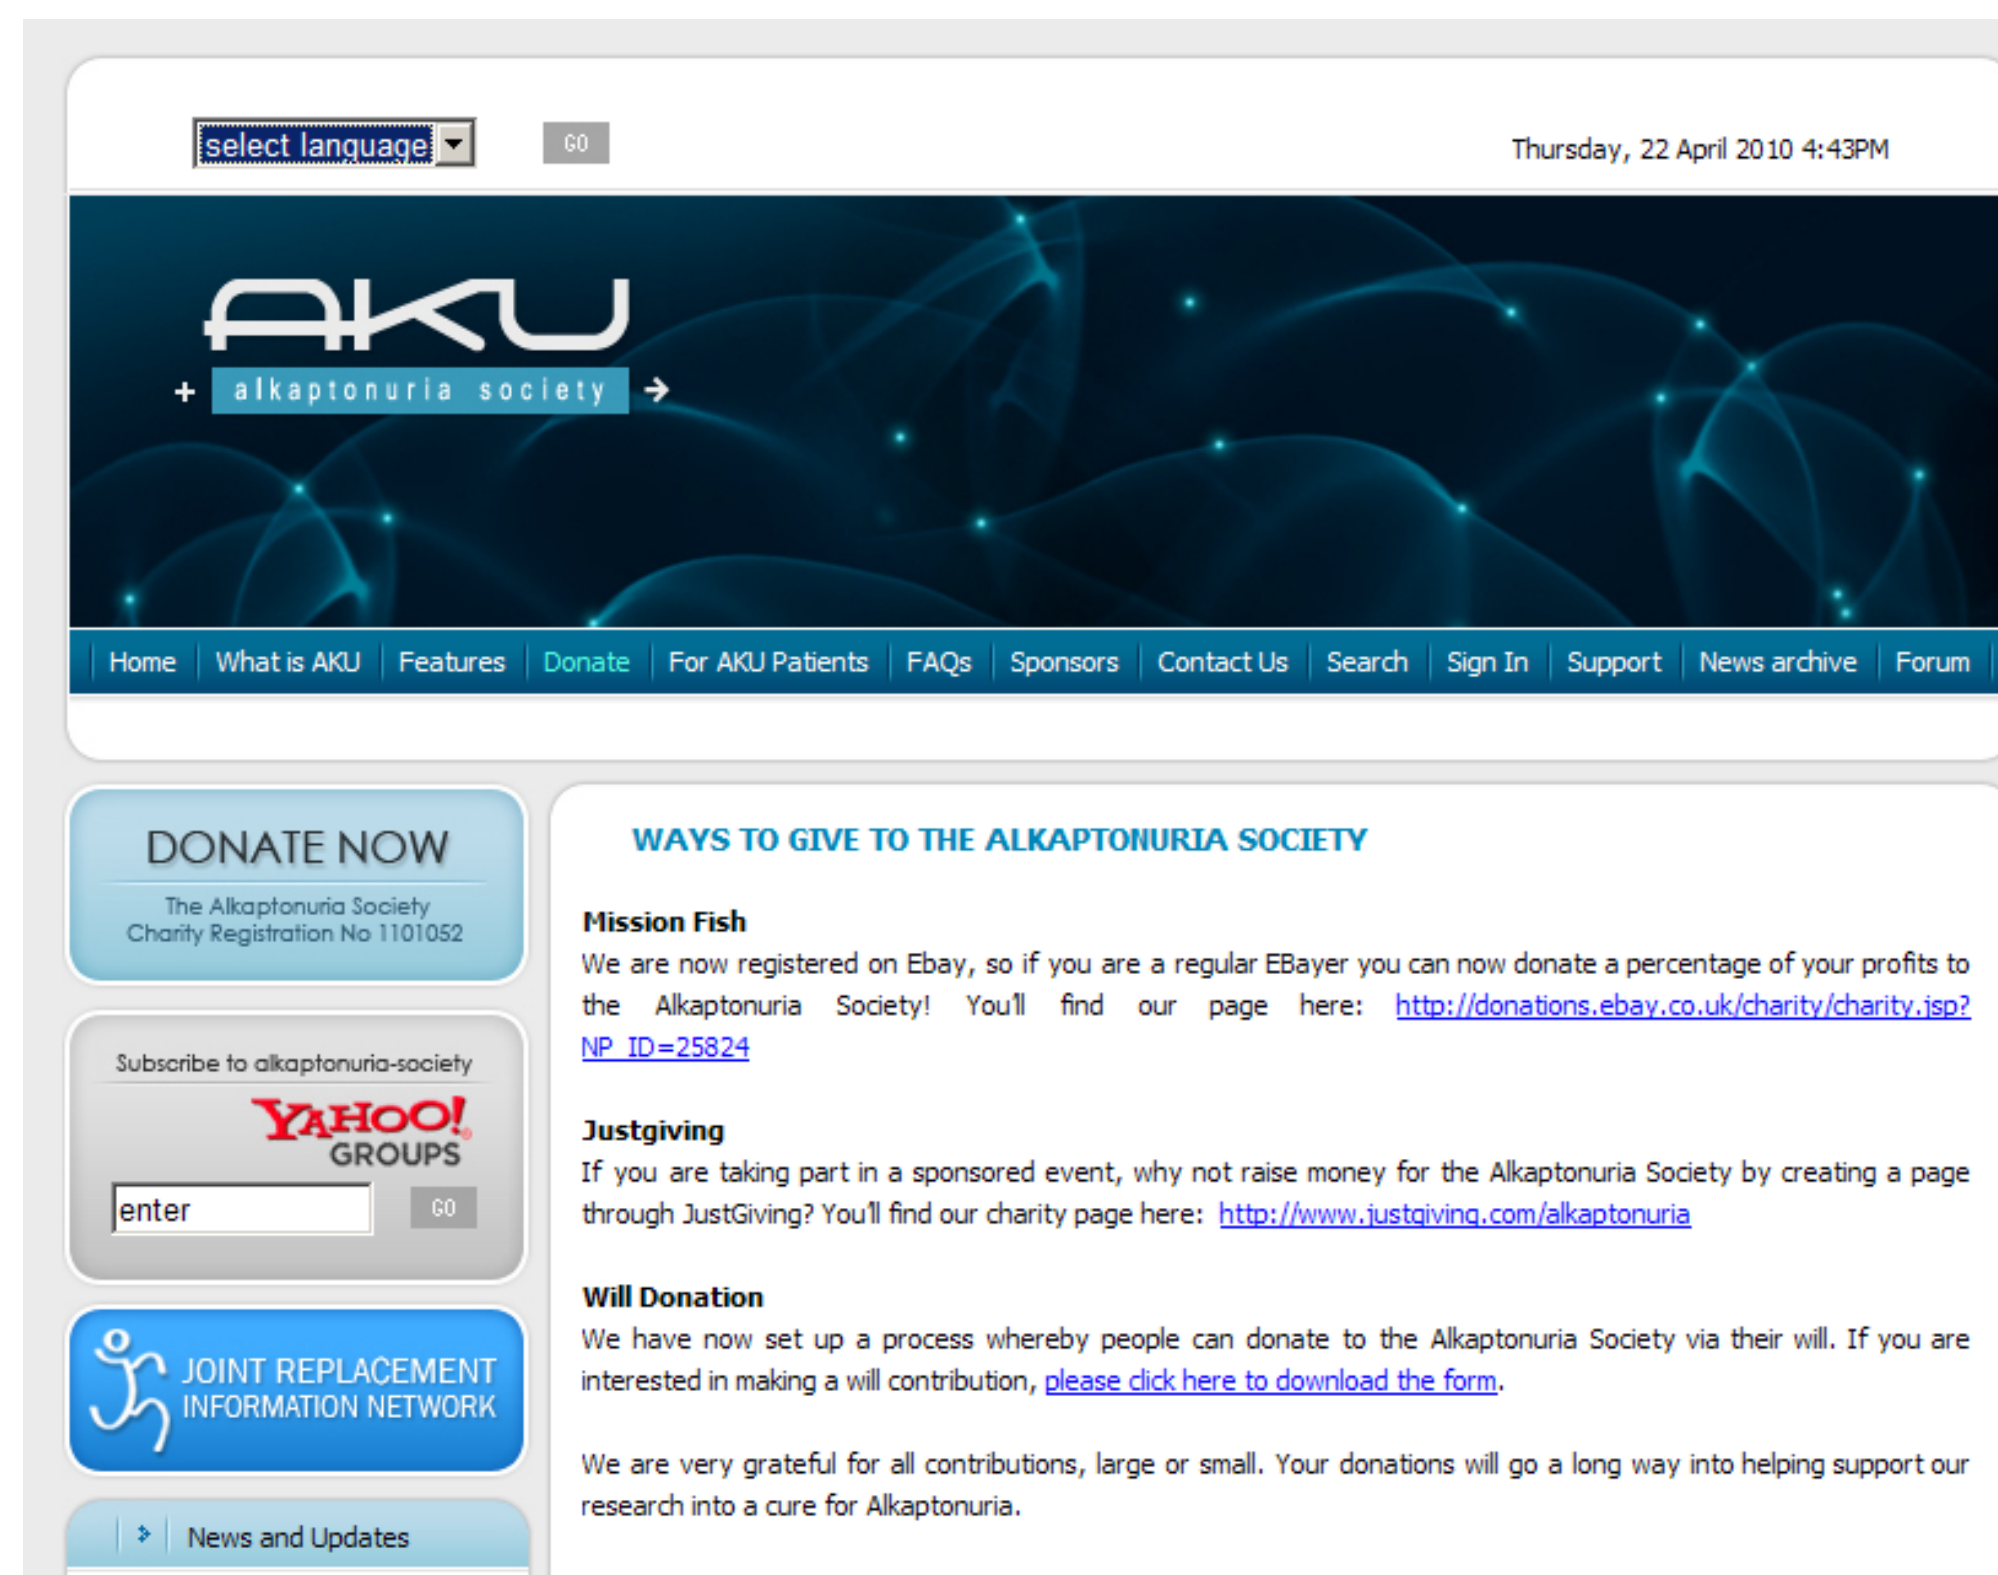 select language
GO
Thursday, 22 April 2010 4:43PM
AKU
+ alkaptonuria society →
Home What is AKU Features Donate For AKU Patients FAQs Sponsors Contact Us Search Sign In Support News archive Forum
DONATE NOW
The Alkaptonuria Society
Charity Registration No 1101052
Subscribe to alkaptonuria-society
YAHOO!
GROUPS
enter
GO
JOINT REPLACEMENT
INFORMATION NETWORK
News and Updates
WAYS TO GIVE TO THE ALKAPTONURIA SOCIETY
Mission Fish
We are now registered on Ebay, so if you are a regular EBayer you can now donate a percentage of your profits to
the Alkaptonuria Society! You'll find our page here: http://donations.ebay.co.uk/charity/charity.jsp?
NP_ID=25824
Justgiving
If you are taking part in a sponsored event, why not raise money for the Alkaptonuria Society by creating a page
through JustGiving? You'll find our charity page here: http://www.justgiving.com/alkaptonuria
Will Donation
We have now set up a process whereby people can donate to the Alkaptonuria Society via their will. If you are
interested in making a will contribution, please click here to download the form.
We are very grateful for all contributions, large or small. Your donations will go a long way into helping support our
research into a cure for Alkaptonuria.